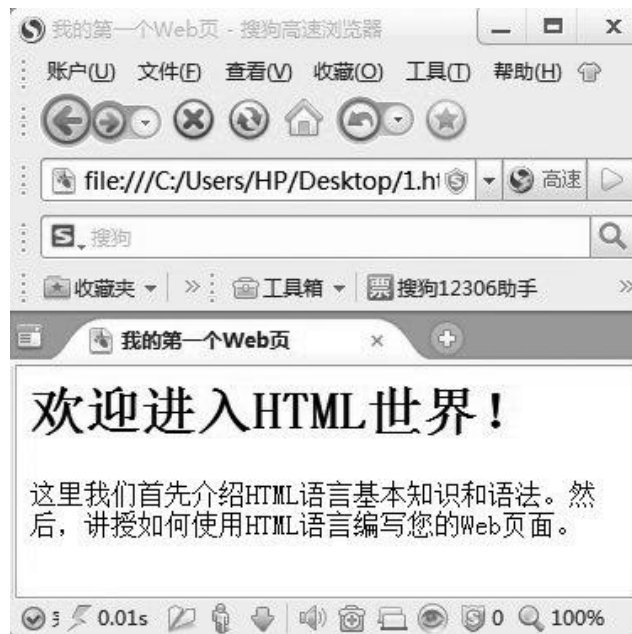 我的第一个Web页 - 搜狗高速浏览器
账户(U) 文件(F) 查看(V) 收藏(O) 工具(T) 帮助(H)
file:///C:/Users/HP/Desktop/1.ht 高速
搜狗
收藏夹 » 工具箱 票 搜狗12306助手 »
我的第一个Web页 ×
欢迎进入HTML世界!
这里我们首先介绍HTML语言基本知识和语法。然
后,讲授如何使用HTML语言编写您的Web页面。
0.01s 0 100%